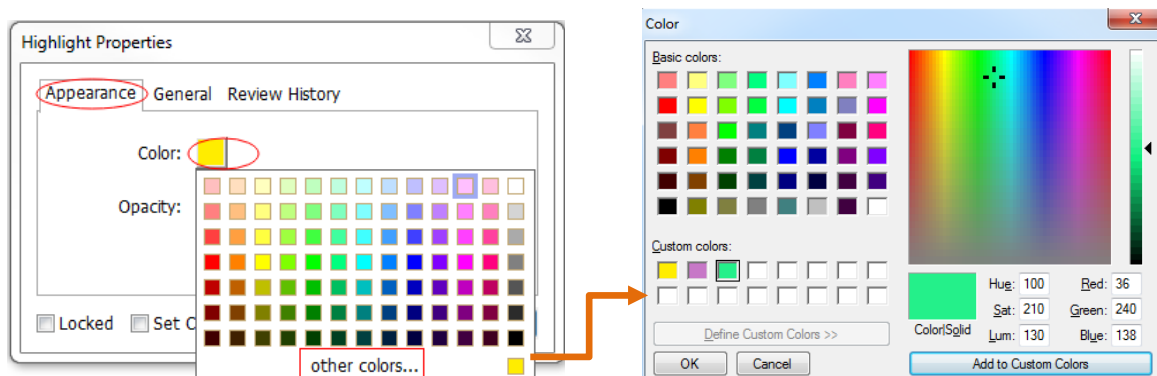 Highlight Properties
Appearance General Review History
Color:
Opacity:
Locked Set C
other colors...
Color
Basic colors:
Custom colors:
Define Custom Colors >>
OK Cancel
Color|Solid
Hue: 100 Red: 36
Sat: 210 Green: 240
Lum: 130 Blue: 138
Add to Custom Colors